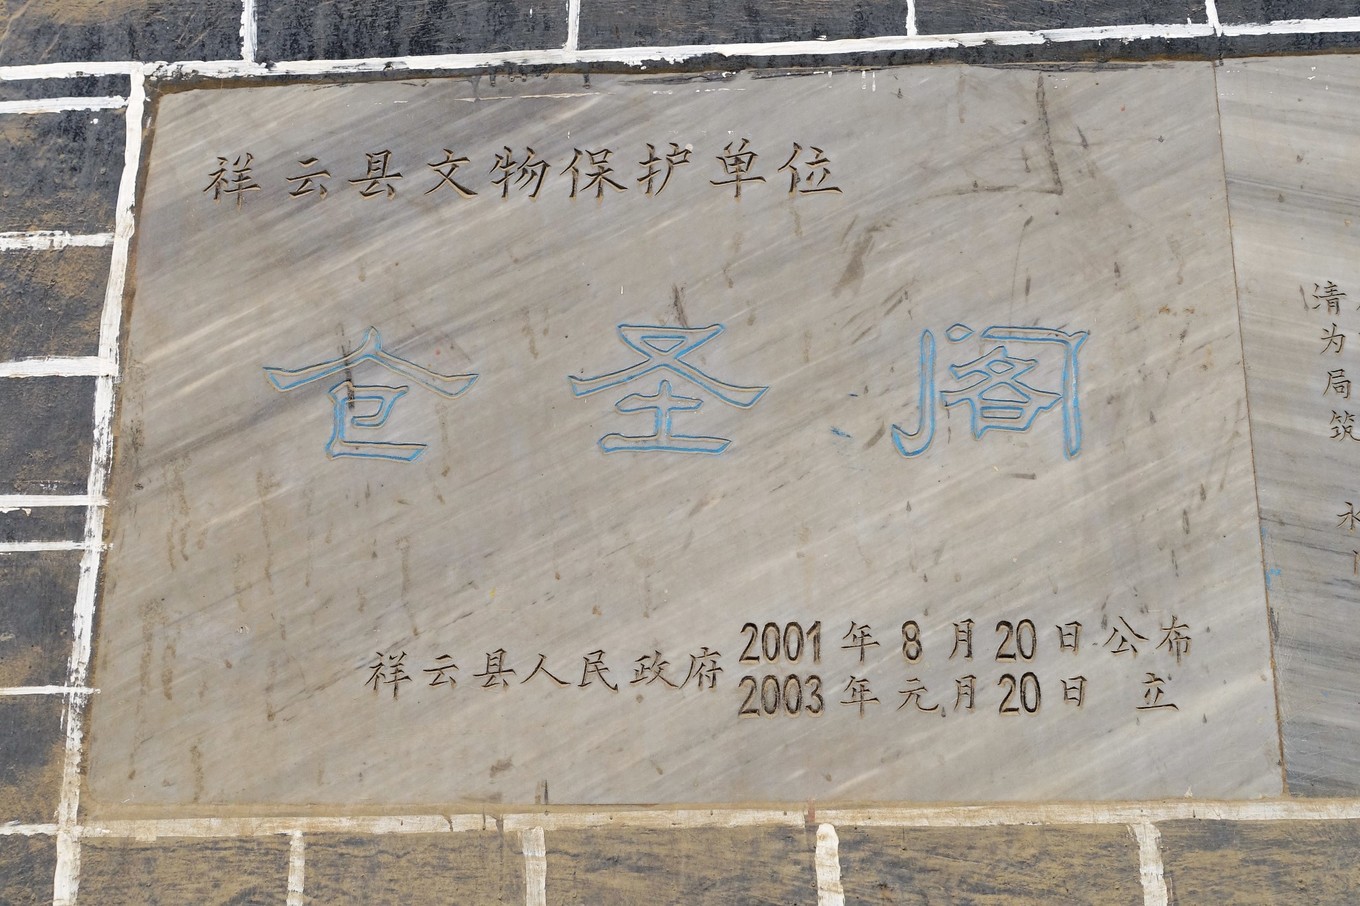 祥云县文物保护单位
仓圣阁
祥云县人民政府
2001年8月20日公布
2003年元月20日 立
清
为
局
筑
永